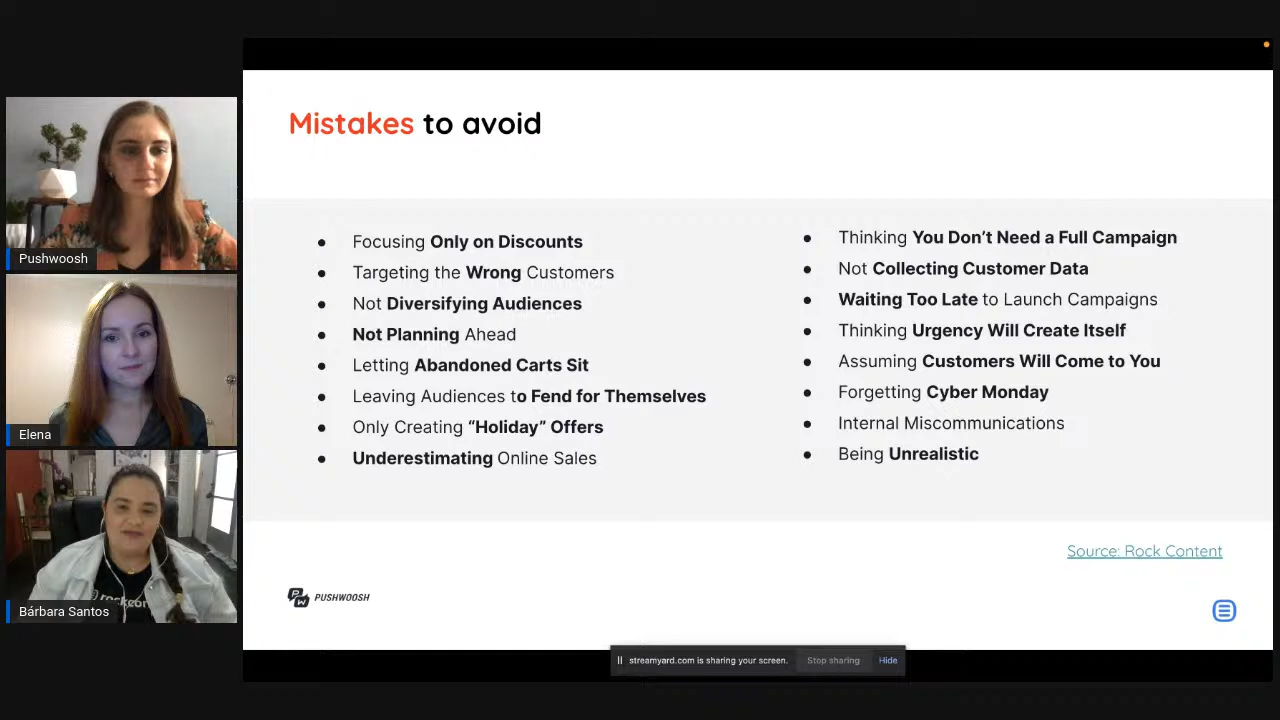 Mistakes to avoid
Focusing Only on Discounts
Targeting the Wrong Customers
Not Diversifying Audiences
Not Planning Ahead
Letting Abandoned Carts Sit
Leaving Audiences to Fend for Themselves
Only Creating “Holiday” Offers
Underestimating Online Sales
Thinking You Don’t Need a Full Campaign
Not Collecting Customer Data
Waiting Too Late to Launch Campaigns
Thinking Urgency Will Create Itself
Assuming Customers Will Come to You
Forgetting Cyber Monday
Internal Miscommunications
Being Unrealistic
Source: Rock Content
PW PUSHWOOSH
streamyard.com is sharing your screen. Stop sharing Hide
Pushwoosh
Elena
Bárbara Santos